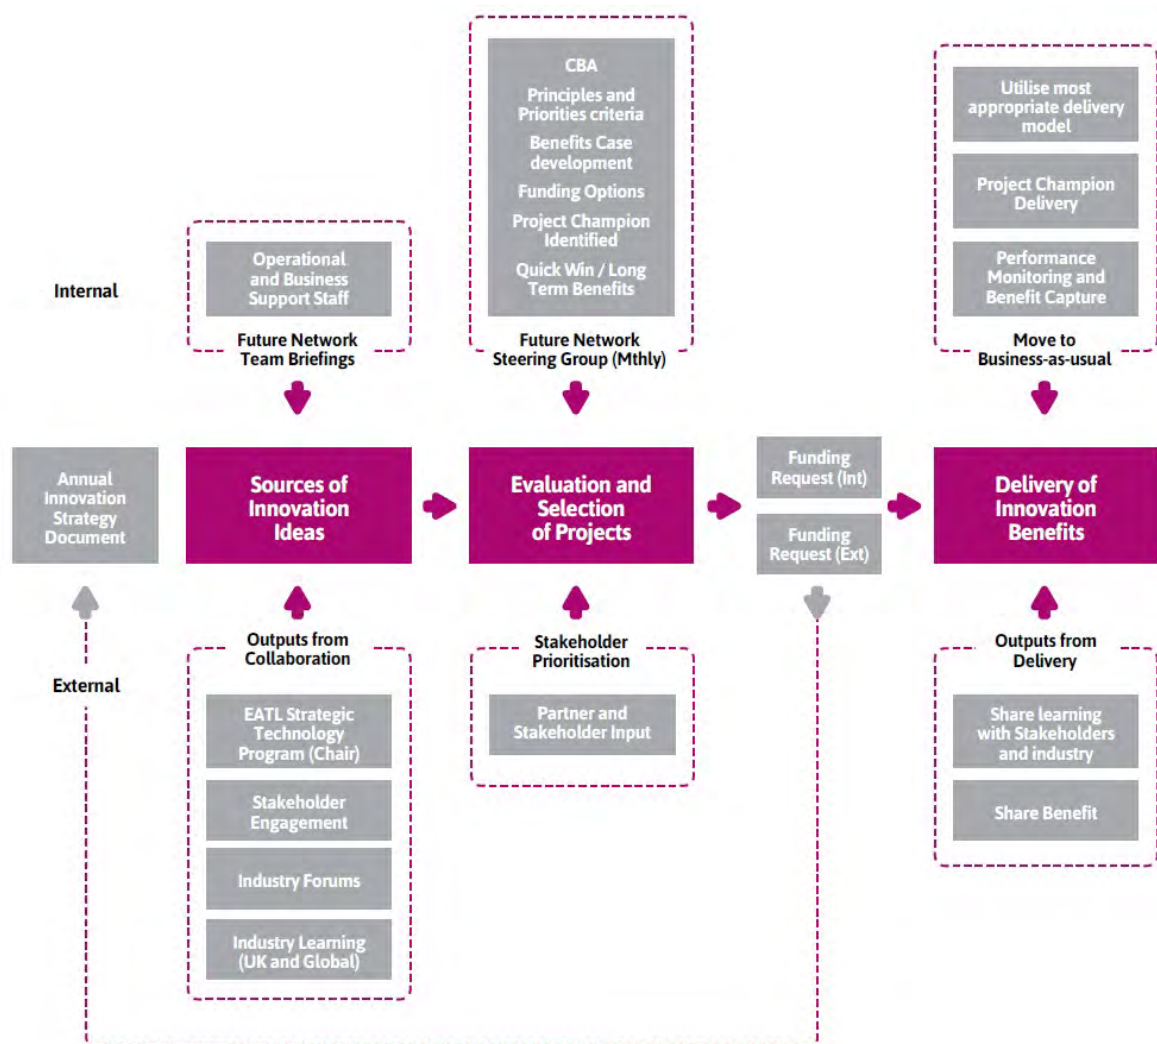 CBA
Principles and
Priorities criteria
Benefits Case
development
Funding Options
Project Champion
Identified
Quick Win / Long
Term Benefits
Utilise most
appropriate delivery
model
Project Champion
Delivery
Performance
Monitoring and
Benefit Capture
Internal
Operational
and Business
Support Staff
Future Network
Team Briefings
Future Network
Steering Group (Mthly)
Move to
Business-as-usual
Annual
Innovation
Strategy
Document
Sources of
Innovation
Ideas
Evaluation and
Selection
of Projects
Funding
Request (Int)
Funding
Request (Ext)
Delivery of
Innovation
Benefits
External
Outputs from
Collaboration
EATL Strategic
Technology
Program (Chair)
Stakeholder
Engagement
Industry Forums
Industry Learning
(UK and Global)
Stakeholder
Prioritisation
Partner and
Stakeholder Input
Outputs from
Delivery
Share learning
with Stakeholders
and industry
Share Benefit